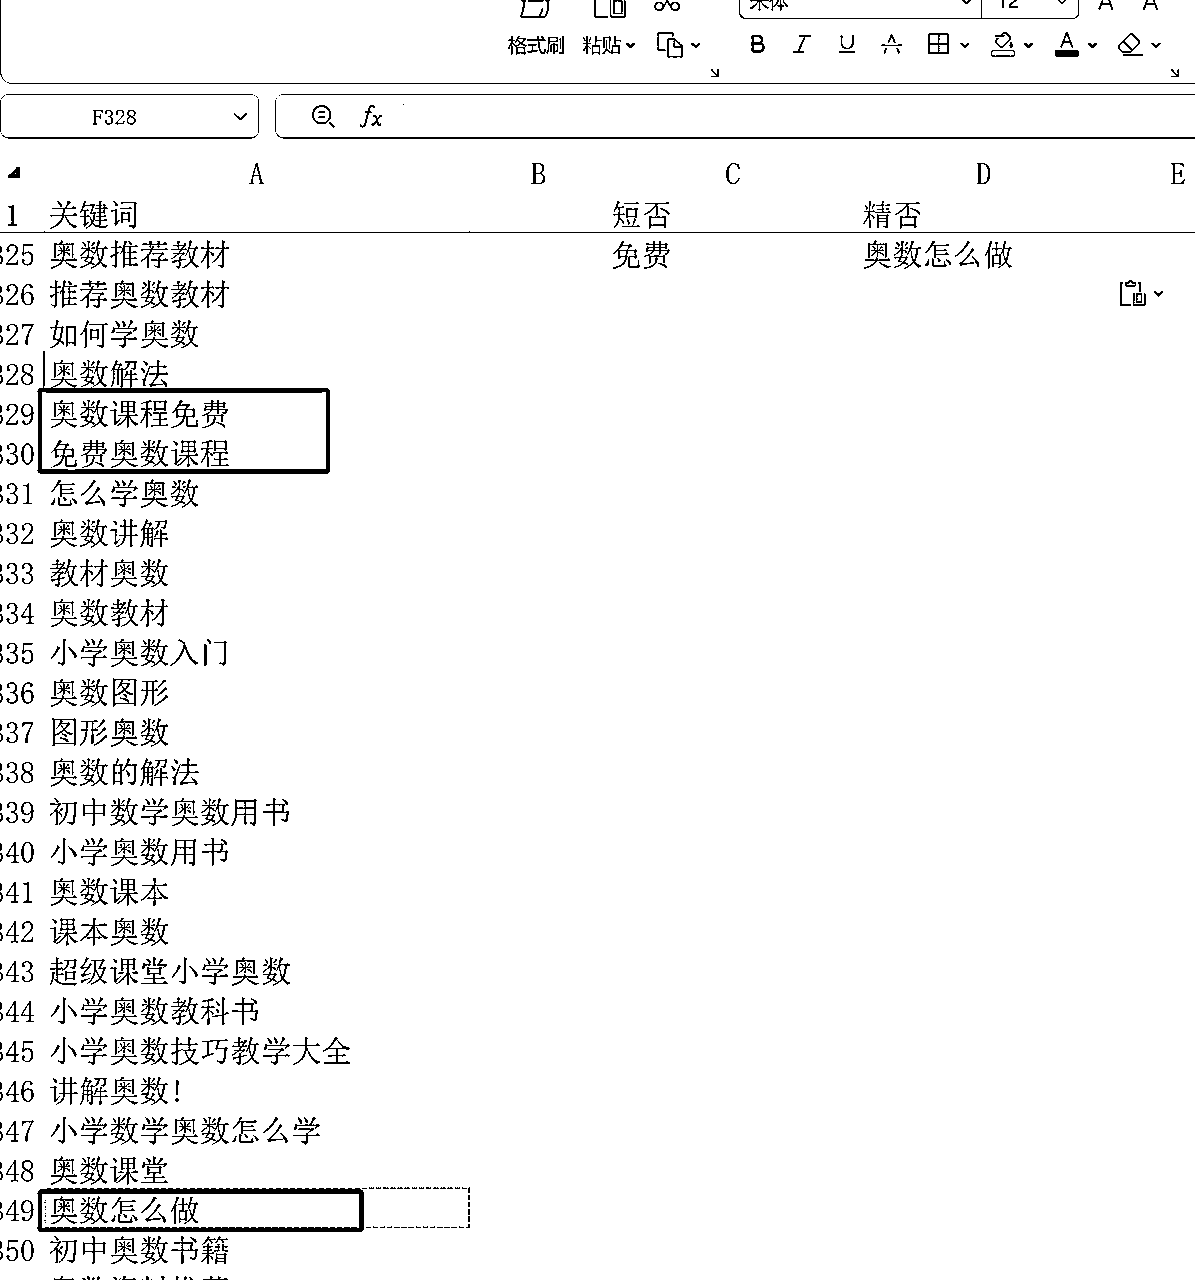 宋体 12 A A
格式刷 粘贴 B I U A A
F328 fx
A B C D E
1 关键词 短否 精否
325 奥数推荐教材 免费 奥数怎么做
326 推荐奥数教材
327 如何学奥数
328 奥数解法
329 奥数课程免费
330 免费奥数课程
331 怎么学奥数
332 奥数讲解
333 教材奥数
334 奥数教材
335 小学奥数入门
336 奥数图形
337 图形奥数
338 奥数的解法
339 初中数学奥数用书
340 小学奥数用书
341 奥数课本
342 课本奥数
343 超级课堂小学奥数
344 小学奥数教科书
345 小学奥数技巧教学大全
346 讲解奥数!
347 小学数学奥数怎么学
348 奥数课堂
349 奥数怎么做
350 初中奥数书籍